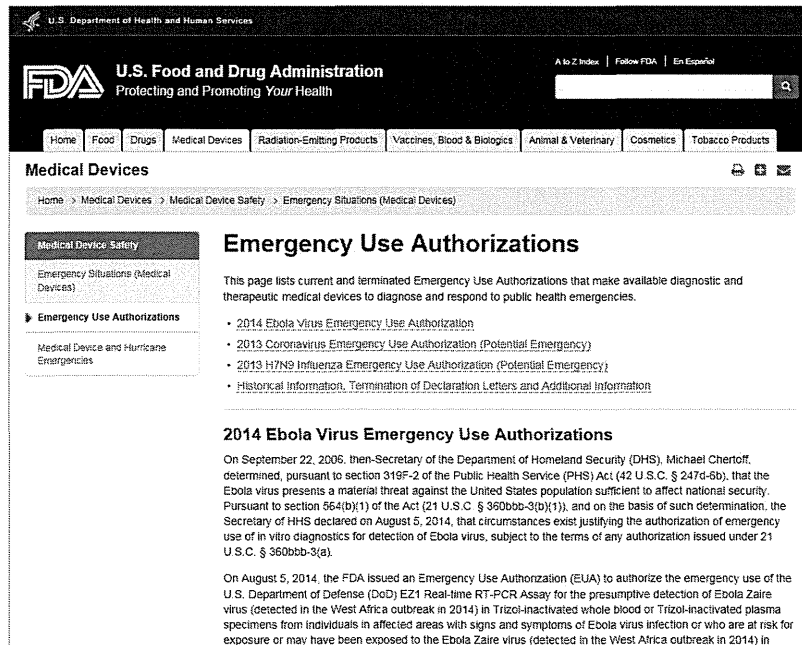 U.S. Department of Health and Human Services
A to Z Index | Follow FDA | En Español
FDA
U.S. Food and Drug Administration
Protecting and Promoting Your Health
Home
Food
Drugs
Medical Devices
Radiation-Emitting Products
Vaccines, Blood & Biologics
Animal & Veterinary
Cosmetics
Tobacco Products
Medical Devices
Home > Medical Devices > Medical Device Safety > Emergency Situations (Medical Devices)
Medical Device Safety
Emergency Situations (Medical
Devices)
Emergency Use Authorizations
Medical Device and Hurricane
Emergencies
Emergency Use Authorizations
This page lists current and terminated Emergency Use Authorizations that make available diagnostic and
therapeutic medical devices to diagnose and respond to public health emergencies.
• 2014 Ebola Virus Emergency Use Authorization
• 2013 Coronavirus Emergency Use Authorization (Potential Emergency)
• 2013 H7N9 Influenza Emergency Use Authorization (Potential Emergency)
• Historical Information, Termination of Declaration Letters and Additional Information
2014 Ebola Virus Emergency Use Authorizations
On September 22, 2006, then-Secretary of the Department of Homeland Security (DHS), Michael Chertoff,
determined, pursuant to section 319F-2 of the Public Health Service (PHS) Act (42 U.S.C. § 247d-6b), that the
Ebola virus presents a material threat against the United States population sufficient to affect national security.
Pursuant to section 564(b)(1) of the Act (21 U.S.C. § 360bbb-3(b)(1)), and on the basis of such determination, the
Secretary of HHS declared on August 5, 2014, that circumstances exist justifying the authorization of emergency
use of in vitro diagnostics for detection of Ebola virus, subject to the terms of any authorization issued under 21
U.S.C. § 360bbb-3(a).
On August 5, 2014, the FDA issued an Emergency Use Authorization (EUA) to authorize the emergency use of the
U.S. Department of Defense (DoD) EZ1 Real-time RT-PCR Assay for the presumptive detection of Ebola Zaire
virus (detected in the West Africa outbreak in 2014) in Trizol-inactivated whole blood or Trizol-inactivated plasma
specimens from individuals in affected areas with signs and symptoms of Ebola virus infection or who are at risk for
exposure or may have been exposed to the Ebola Zaire virus (detected in the West Africa outbreak in 2014) in